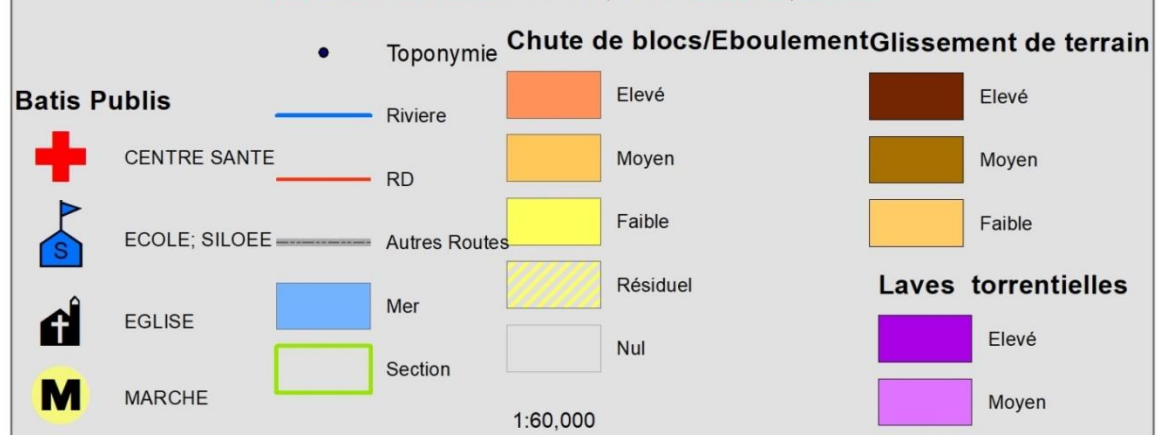 Batis Publis
CENTRE SANTE
S
ECOLE; SILOEE
EGLISE
M
MARCHE
Toponymie
Riviere
RD
Autres Routes
Mer
Section
Chute de blocs/Eboulement
Elevé
Moyen
Faible
Résiduel
Nul
1:60,000
Glissement de terrain
Elevé
Moyen
Faible
Laves torrentielles
Elevé
Moyen